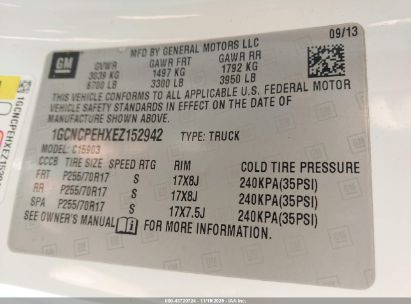 GM
MFD BY GENERAL MOTORS LLC
09/13
GVWR GAWR FRT GAWR RR
3039 KG 1497 KG 1792 KG
6700 LB 3300 LB 3950 LB
THIS VEHICLE CONFORMS TO ALL APPLICABLE
U.S. FEDERAL MOTOR
VEHICLE SAFETY STANDARDS IN EFFECT ON THE DATE OF
MANUFACTURE SHOWN ABOVE.
1GCNCPEHXEZ152942 TYPE: TRUCK
MODEL: C15903
CCCB TIRE SIZE SPEED RTG RIM COLD TIRE PRESSURE
FRT P255/70R17 S 17X8J 240KPA(35PSI)
RR P255/70R17 S 17X8J 240KPA(35PSI)
SPA P255/70R17 S 17X7.5J 240KPA(35PSI)
SEE OWNER'S MANUAL FOR MORE INFORMATION.